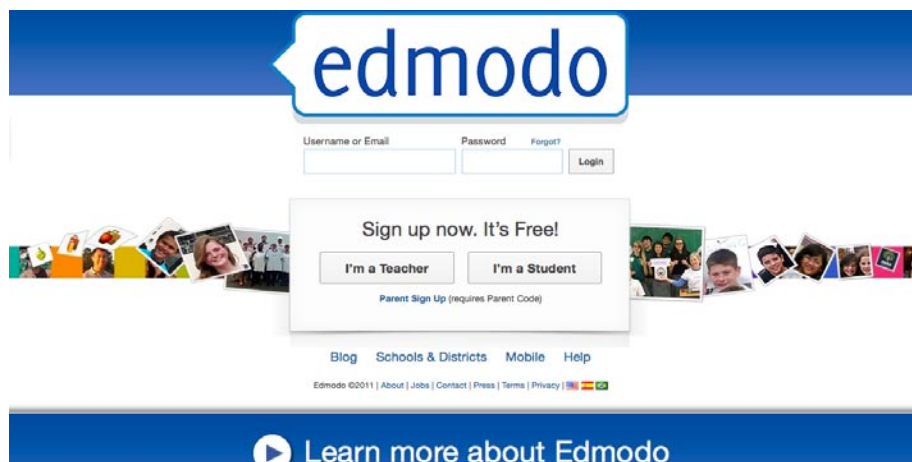 edmodo
Username or Email Password Forgot?
Login
Sign up now. It's Free!
I'm a Teacher I'm a Student
Parent Sign Up (requires Parent Code)
Blog Schools & Districts Mobile Help
Edmodo ©2011 | About | Jobs | Contact | Press | Terms | Privacy |
Learn more about Edmodo